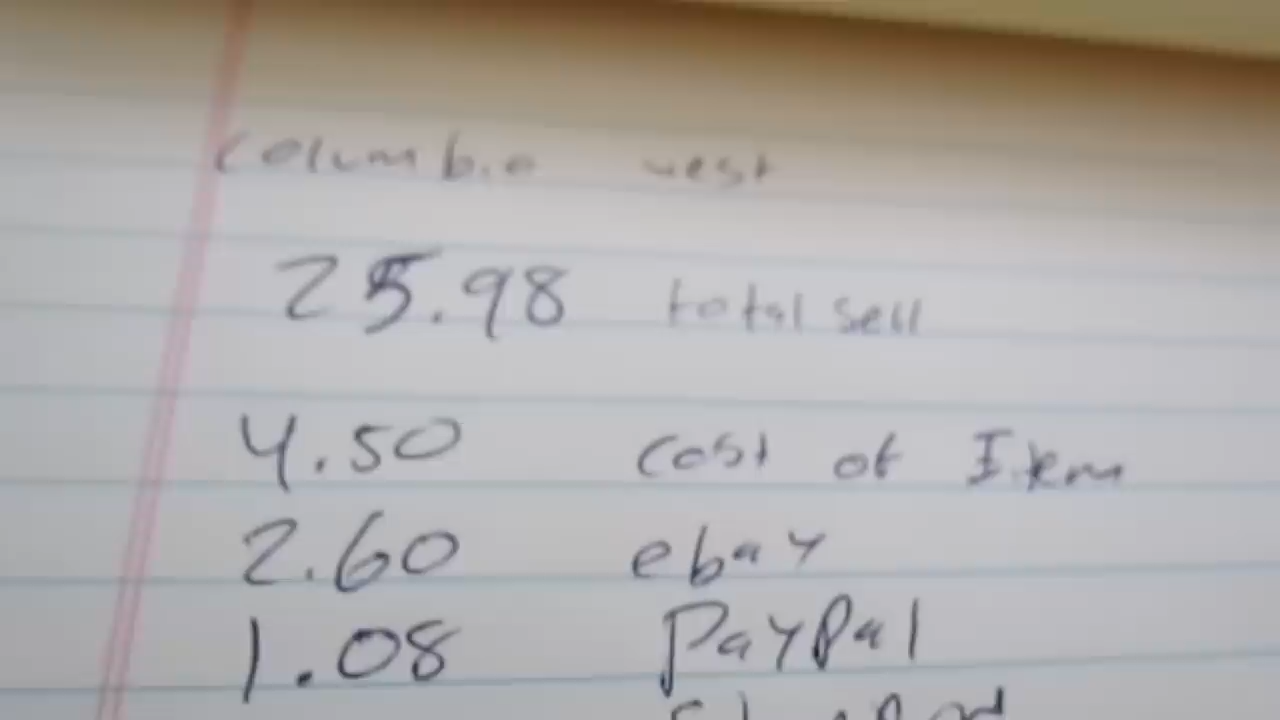 Columbia vest
25.98 total sell
4.50 cost of Item
2.60 ebay
1.08 PayPal